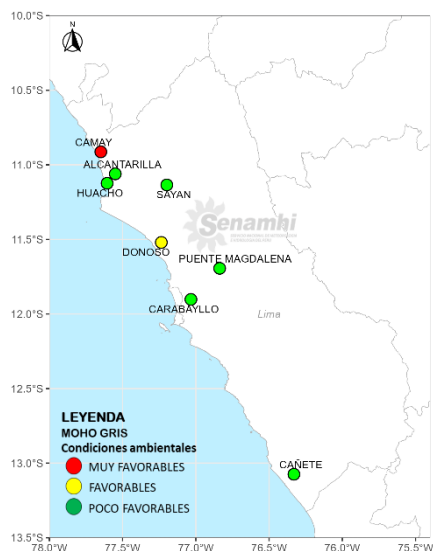 N
10.0°S
10.5°S
11.0°S
11.5°S
12.0°S
12.5°S
13.0°S
13.5°S
CAMAY
ALCANTARILLA
HUACHO
SAYAN
Senamhi
DONOSO
PUENTE MAGDALENA
CARABAYLLO
Lima
CAÑETE
LEYENDA
MOHO GRIS
Condiciones ambientales
MUY FAVORABLES
FAVORABLES
POCO FAVORABLES
78.0°W
77.5°W
77.0°W
76.5°W
76.0°W
75.5°W